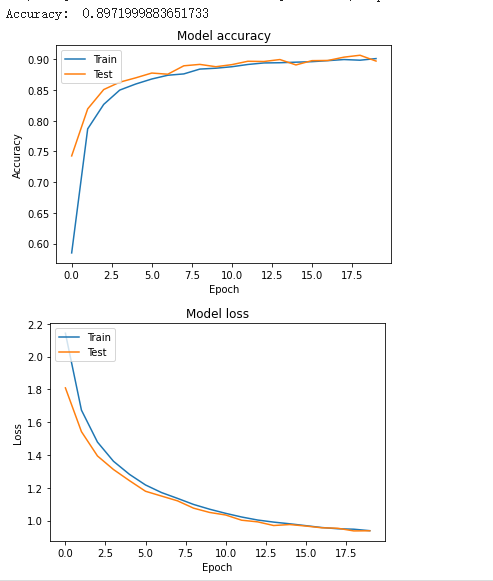 Accuracy: 0.8971999883651733
Model accuracy
Train
Test
0.90
0.85
0.80
0.75
0.70
0.65
0.60
Accuracy
0.0 2.5 5.0 7.5 10.0 12.5 15.0 17.5
Epoch
Model loss
Train
Test
2.2
2.0
1.8
1.6
1.4
1.2
1.0
Loss
0.0 2.5 5.0 7.5 10.0 12.5 15.0 17.5
Epoch